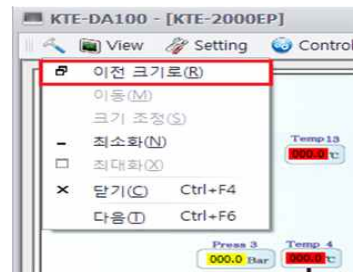 KTE-DA100 - [KTE-2000EP]
View Setting Control
이전 크기로(R)
이동(M)
크기 조정(S)
최소화(N)
최대화(X)
닫기(C) Ctrl+F4
다음(T) Ctrl+F6
Temp 13
000.0 ℃
Press 3 Temp 4
000.0 Bar 000.0 ℃